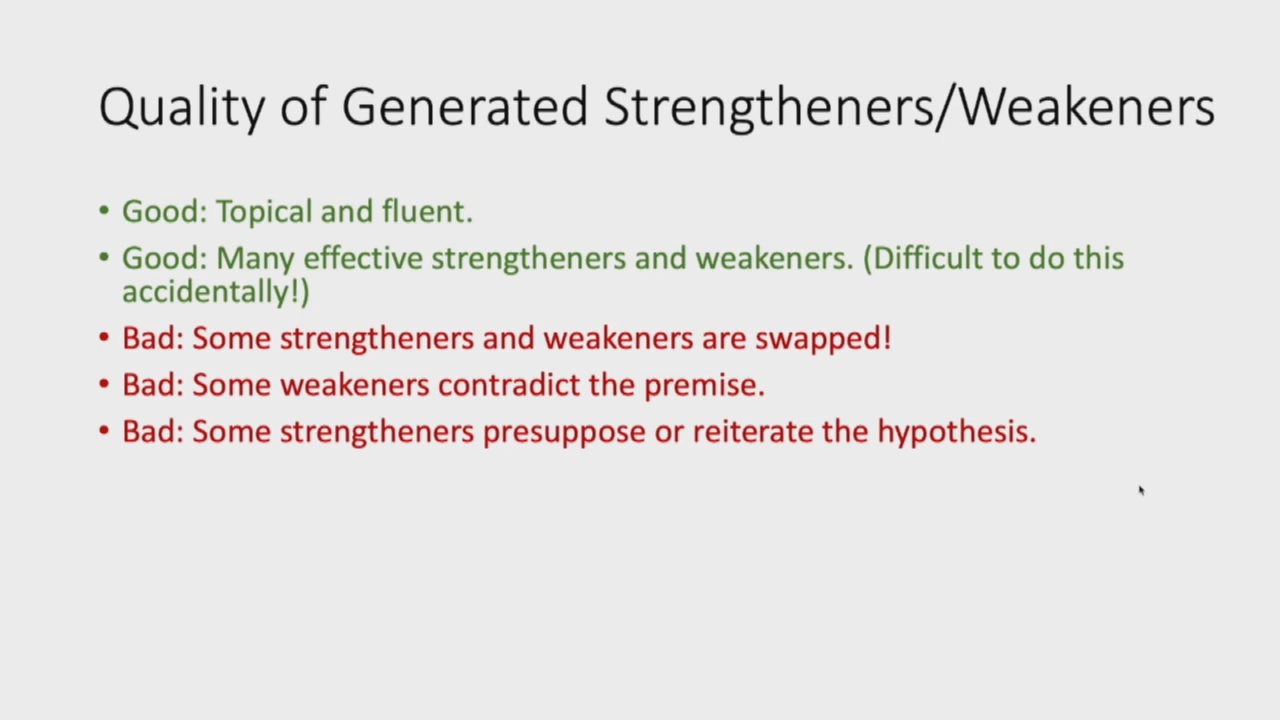 Quality of Generated Strengtheners/Weakeners
• Good: Topical and fluent.
• Good: Many effective strengtheners and weakeners. (Difficult to do this
accidentally!)
• Bad: Some strengtheners and weakeners are swapped!
• Bad: Some weakeners contradict the premise.
• Bad: Some strengtheners presuppose or reiterate the hypothesis.